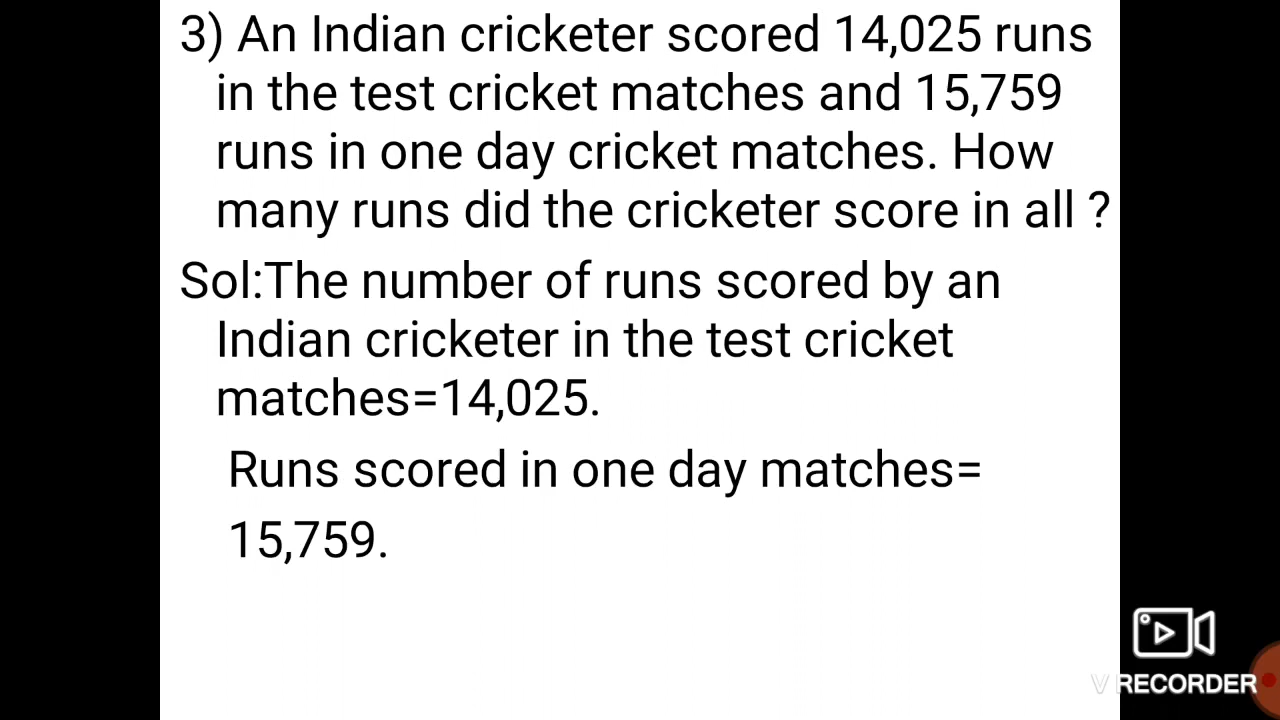 3) An Indian cricketer scored 14,025 runs
in the test cricket matches and 15,759
runs in one day cricket matches. How
many runs did the cricketer score in all ?
Sol:The number of runs scored by an
Indian cricketer in the test cricket
matches=14,025.
Runs scored in one day matches=
15,759.
V RECORDER